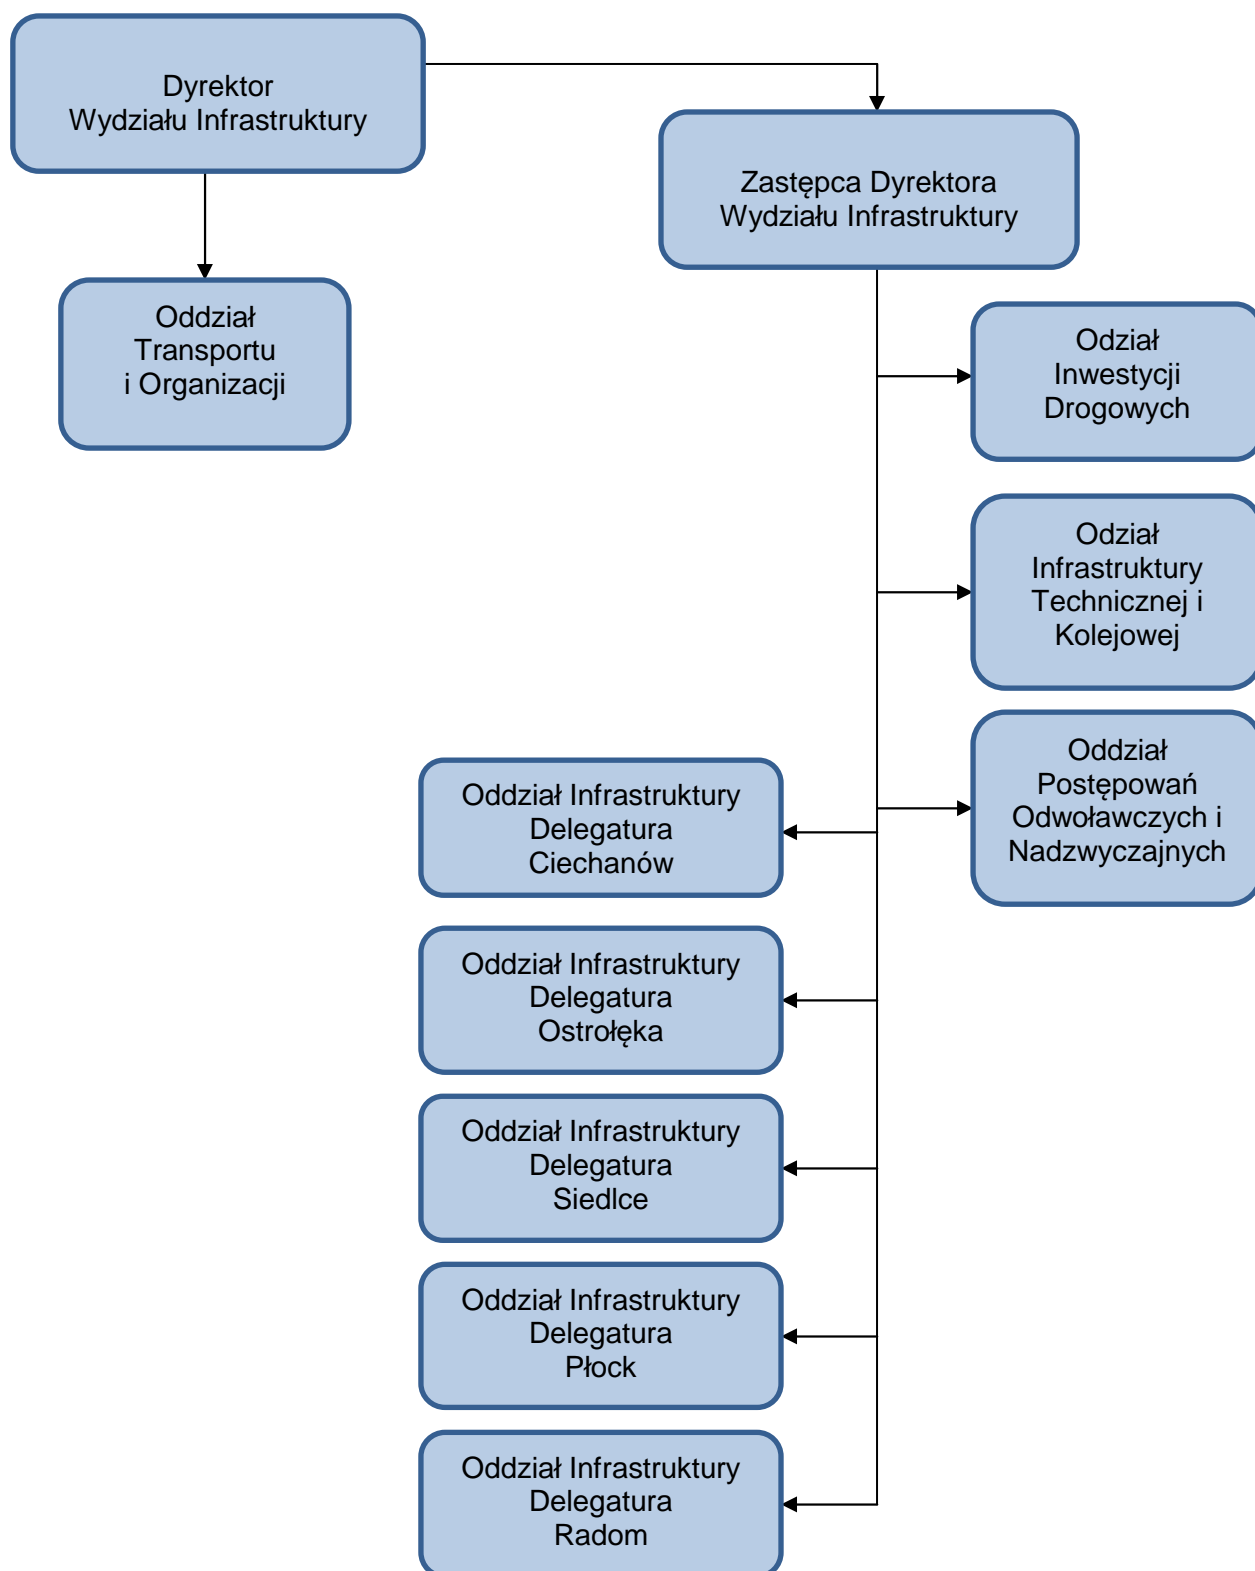 Dyrektor
Wydziału Infrastruktury
Zastępca Dyrektora
Wydziału Infrastruktury
Oddział
Transportu
i Organizacji
Odział
Inwestycji
Drogowych
Odział
Infrastruktury
Technicznej i
Kolejowej
Oddział
Postępowań
Odwoławczych i
Nadzwyczajnych
Oddział Infrastruktury
Delegatura
Ciechanów
Oddział Infrastruktury
Delegatura
Ostrołęka
Oddział Infrastruktury
Delegatura
Siedlce
Oddział Infrastruktury
Delegatura
Płock
Oddział Infrastruktury
Delegatura
Radom